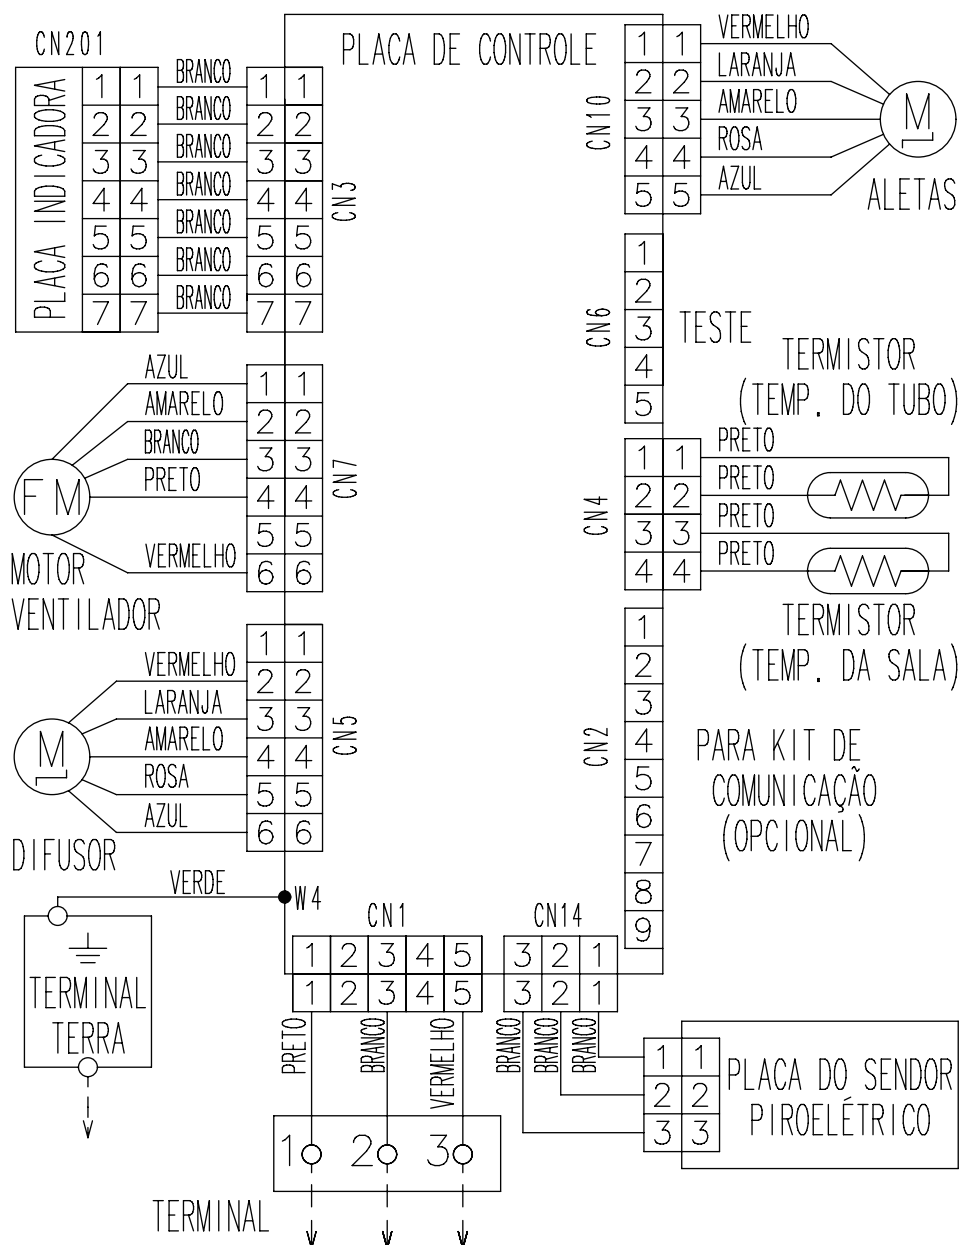 CN201
PLACA INDICADORA
1 1
2 2
3 3
4 4
5 5
6 6
7 7
BRANCO
BRANCO
BRANCO
BRANCO
BRANCO
BRANCO
BRANCO
1 1
2 2
3 3
4 4
5 5
6 6
7 7
CN3
PLACA DE CONTROLE
CN10
1 1
2 2
3 3
4 4
5 5
VERMELHO
LARANJA
AMARELO
ROSA
AZUL
M
ALETAS
CN6
1
2
3
4
5
TESTE
TERMISTOR
(TEMP. DO TUBO)
CN4
1 1
2 2
3 3
4 4
PRETO
PRETO
PRETO
PRETO
TERMISTOR
(TEMP. DA SALA)
AZUL
AMARELO
BRANCO
PRETO
VERMELHO
FM
MOTOR
VENTILADOR
1 1
2 2
3 3
4 4
5 5
6 6
CN7
VERMELHO
LARANJA
AMARELO
ROSA
AZUL
M
DIFUSOR
1 1
2 2
3 3
4 4
5 5
6 6
CN5
CN2
1
2
3
4
5
6
7
8
9
PARA KIT DE
COMUNICAÇÃO
(OPCIONAL)
VERDE
W4
TERMINAL
TERRA
CN1
1 2 3 4 5
1 2 3 4 5
PRETO
BRANCO
VERMELHO
1 2 3
TERMINAL
CN14
3 2 1
3 2 1
BRANCO
BRANCO
BRANCO
1 1
2 2
3 3
PLACA DO SENDOR
PIROELÉTRICO